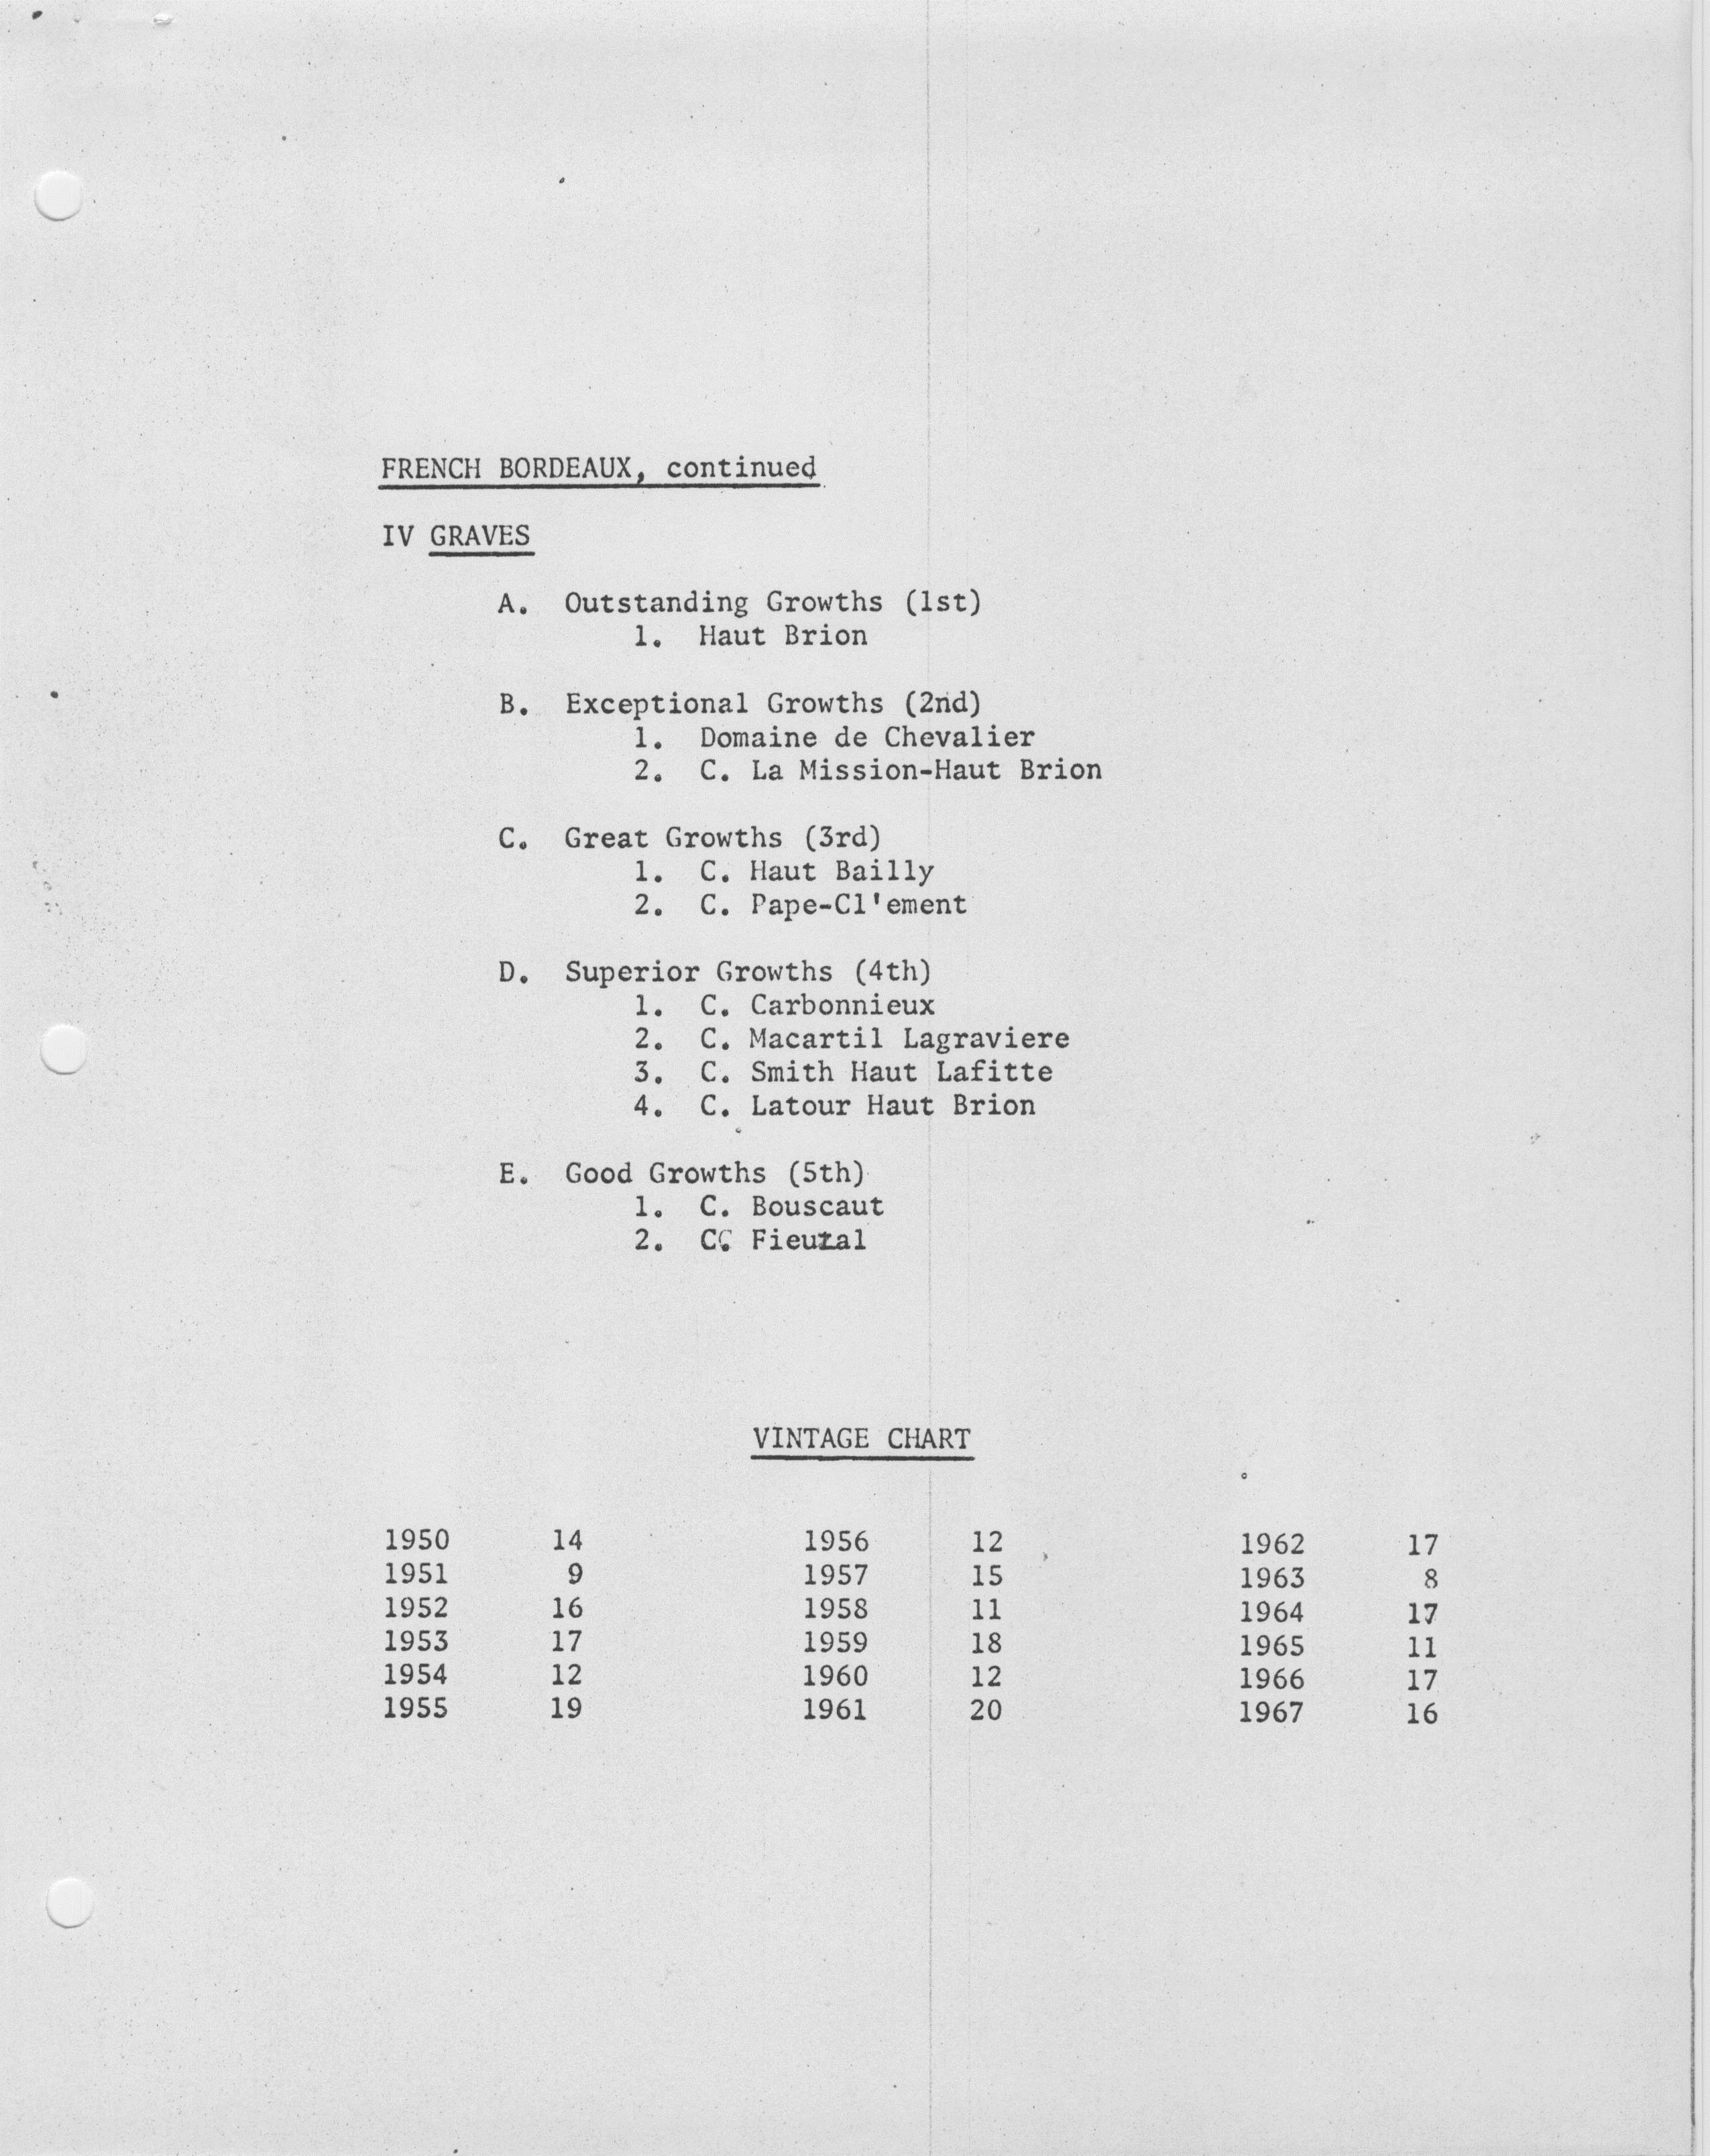 FRENCH BORDEAUX, continued
IV GRAVES
A. Outstanding Growths (1st)
1. Haut Brion
B. Exceptional Growths (2nd)
1. Domaine de Chevalier
2. C. La Mission-Haut Brion
C. Great Growths (3rd)
1. C. Haut Bailly
2. C. Pape-Cl'ement
D. Superior Growths (4th)
1. C. Carbonnieux
2. C. Macartil Lagraviere
3. C. Smith Haut Lafitte
4. C. Latour Haut Brion
E. Good Growths (5th)
1. C. Bouscaut
2. C. Fieuzal
VINTAGE CHART
1950 14 1956 12 1962 17
1951 9 1957 15 1963 8
1952 16 1958 11 1964 17
1953 17 1959 18 1965 11
1954 12 1960 12 1966 17
1955 19 1961 20 1967 16